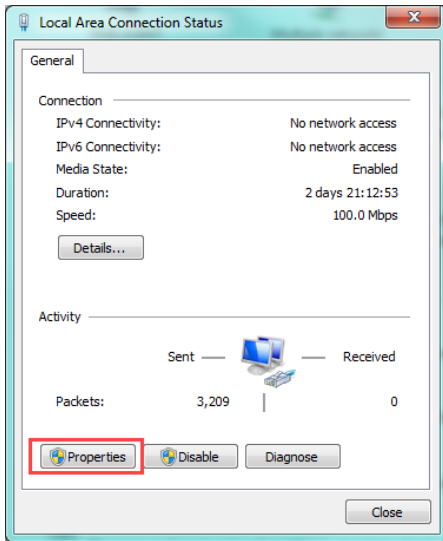 Local Area Connection Status
General
Connection
IPv4 Connectivity: No network access
IPv6 Connectivity: No network access
Media State: Enabled
Duration: 2 days 21:12:53
Speed: 100.0 Mbps
Details...
Activity
Sent Received
Packets: 3,209 0
Properties Disable Diagnose
Close